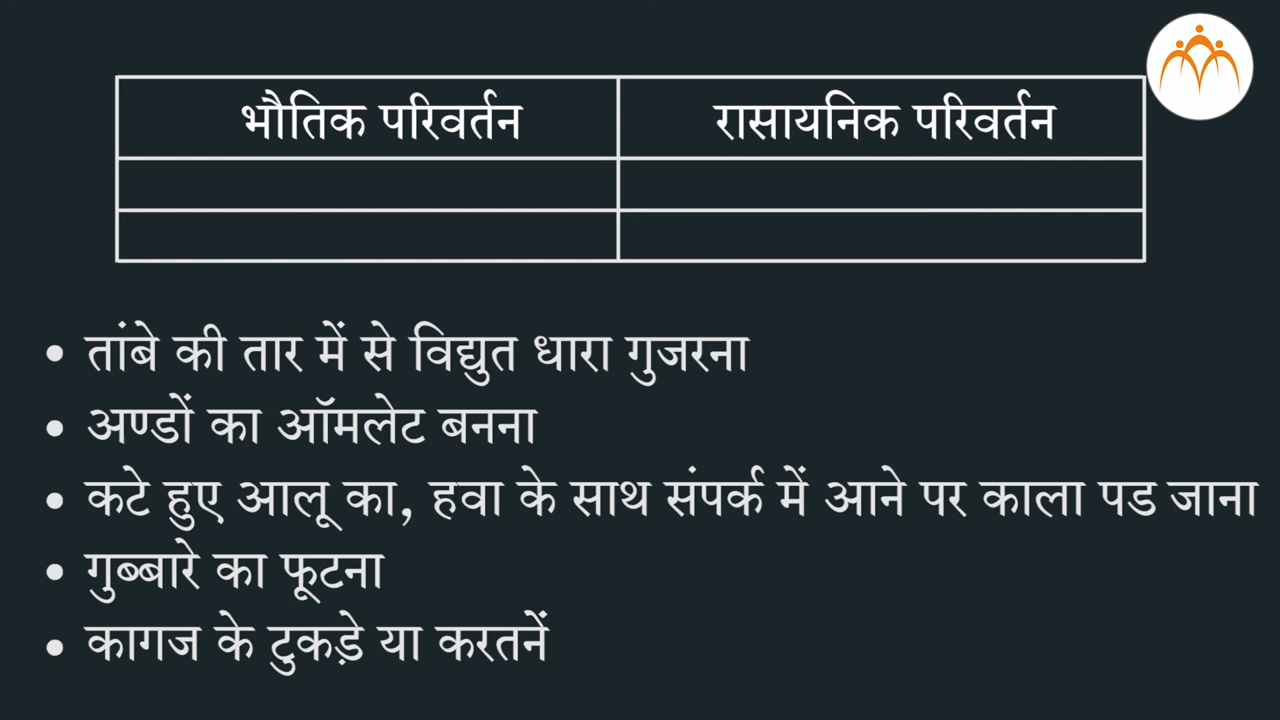 भौतिक परिवर्तन
रासायनिक परिवर्तन
• तांबे की तार में से विद्युत धारा गुजरना
• अण्डों का ऑमलेट बनना
• कटे हुए आलू का, हवा के साथ संपर्क में आने पर काला पड जाना
• गुब्बारे का फूटना
• कागज के टुकड़े या करतनें